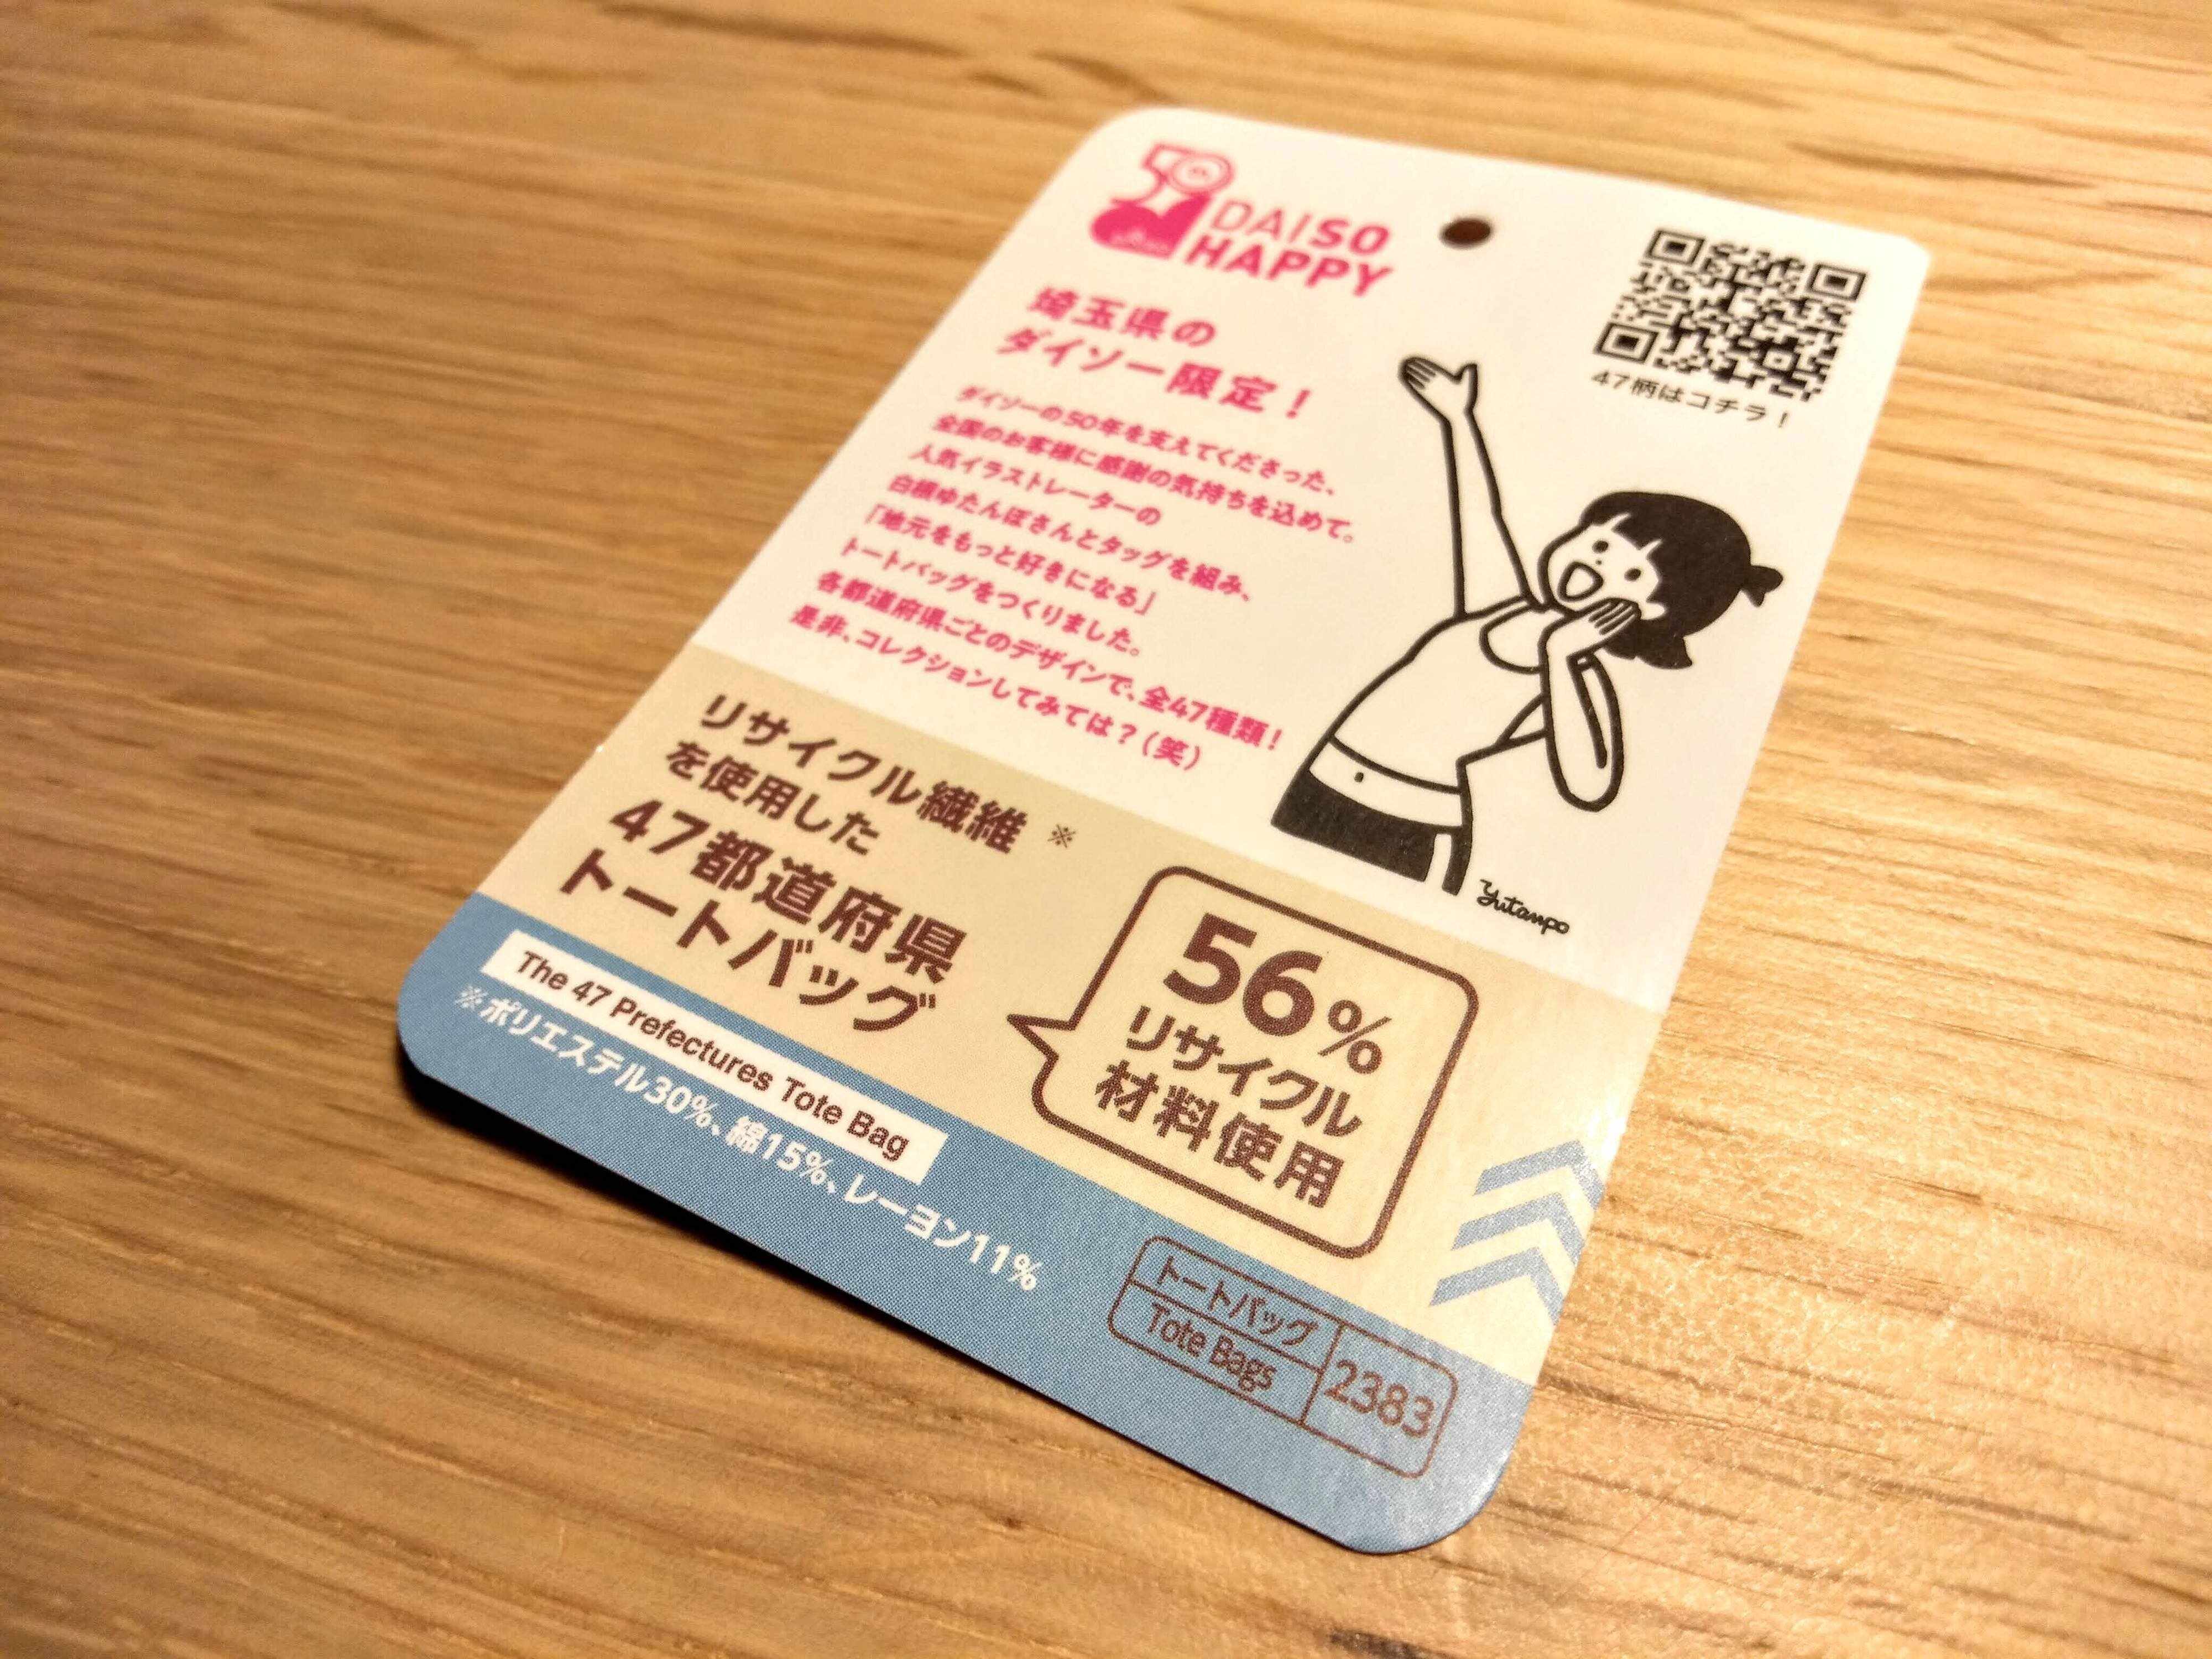 50
DAISO
HAPPY
埼玉県の
ダイソー限定！
ダイソーの50年を支えてくださった、
全国のお客様に感謝の気持ちを込めて。
人気イラストレーターの
白根ゆたんぽさんとタッグを組み、
「地元をもっと好きになる」
トートバッグをつくりました。
各都道府県ごとのデザインで、全47種類！
是非、コレクションしてみては？（笑）
47柄はコチラ！
yutanpo
リサイクル繊維※
を使用した
47都道府県
トートバッグ
56%
リサイクル
材料使用
The 47 Prefectures Tote Bag
※ポリエステル30%、綿15%、レーヨン11%
トートバッグ
Tote Bags
2383